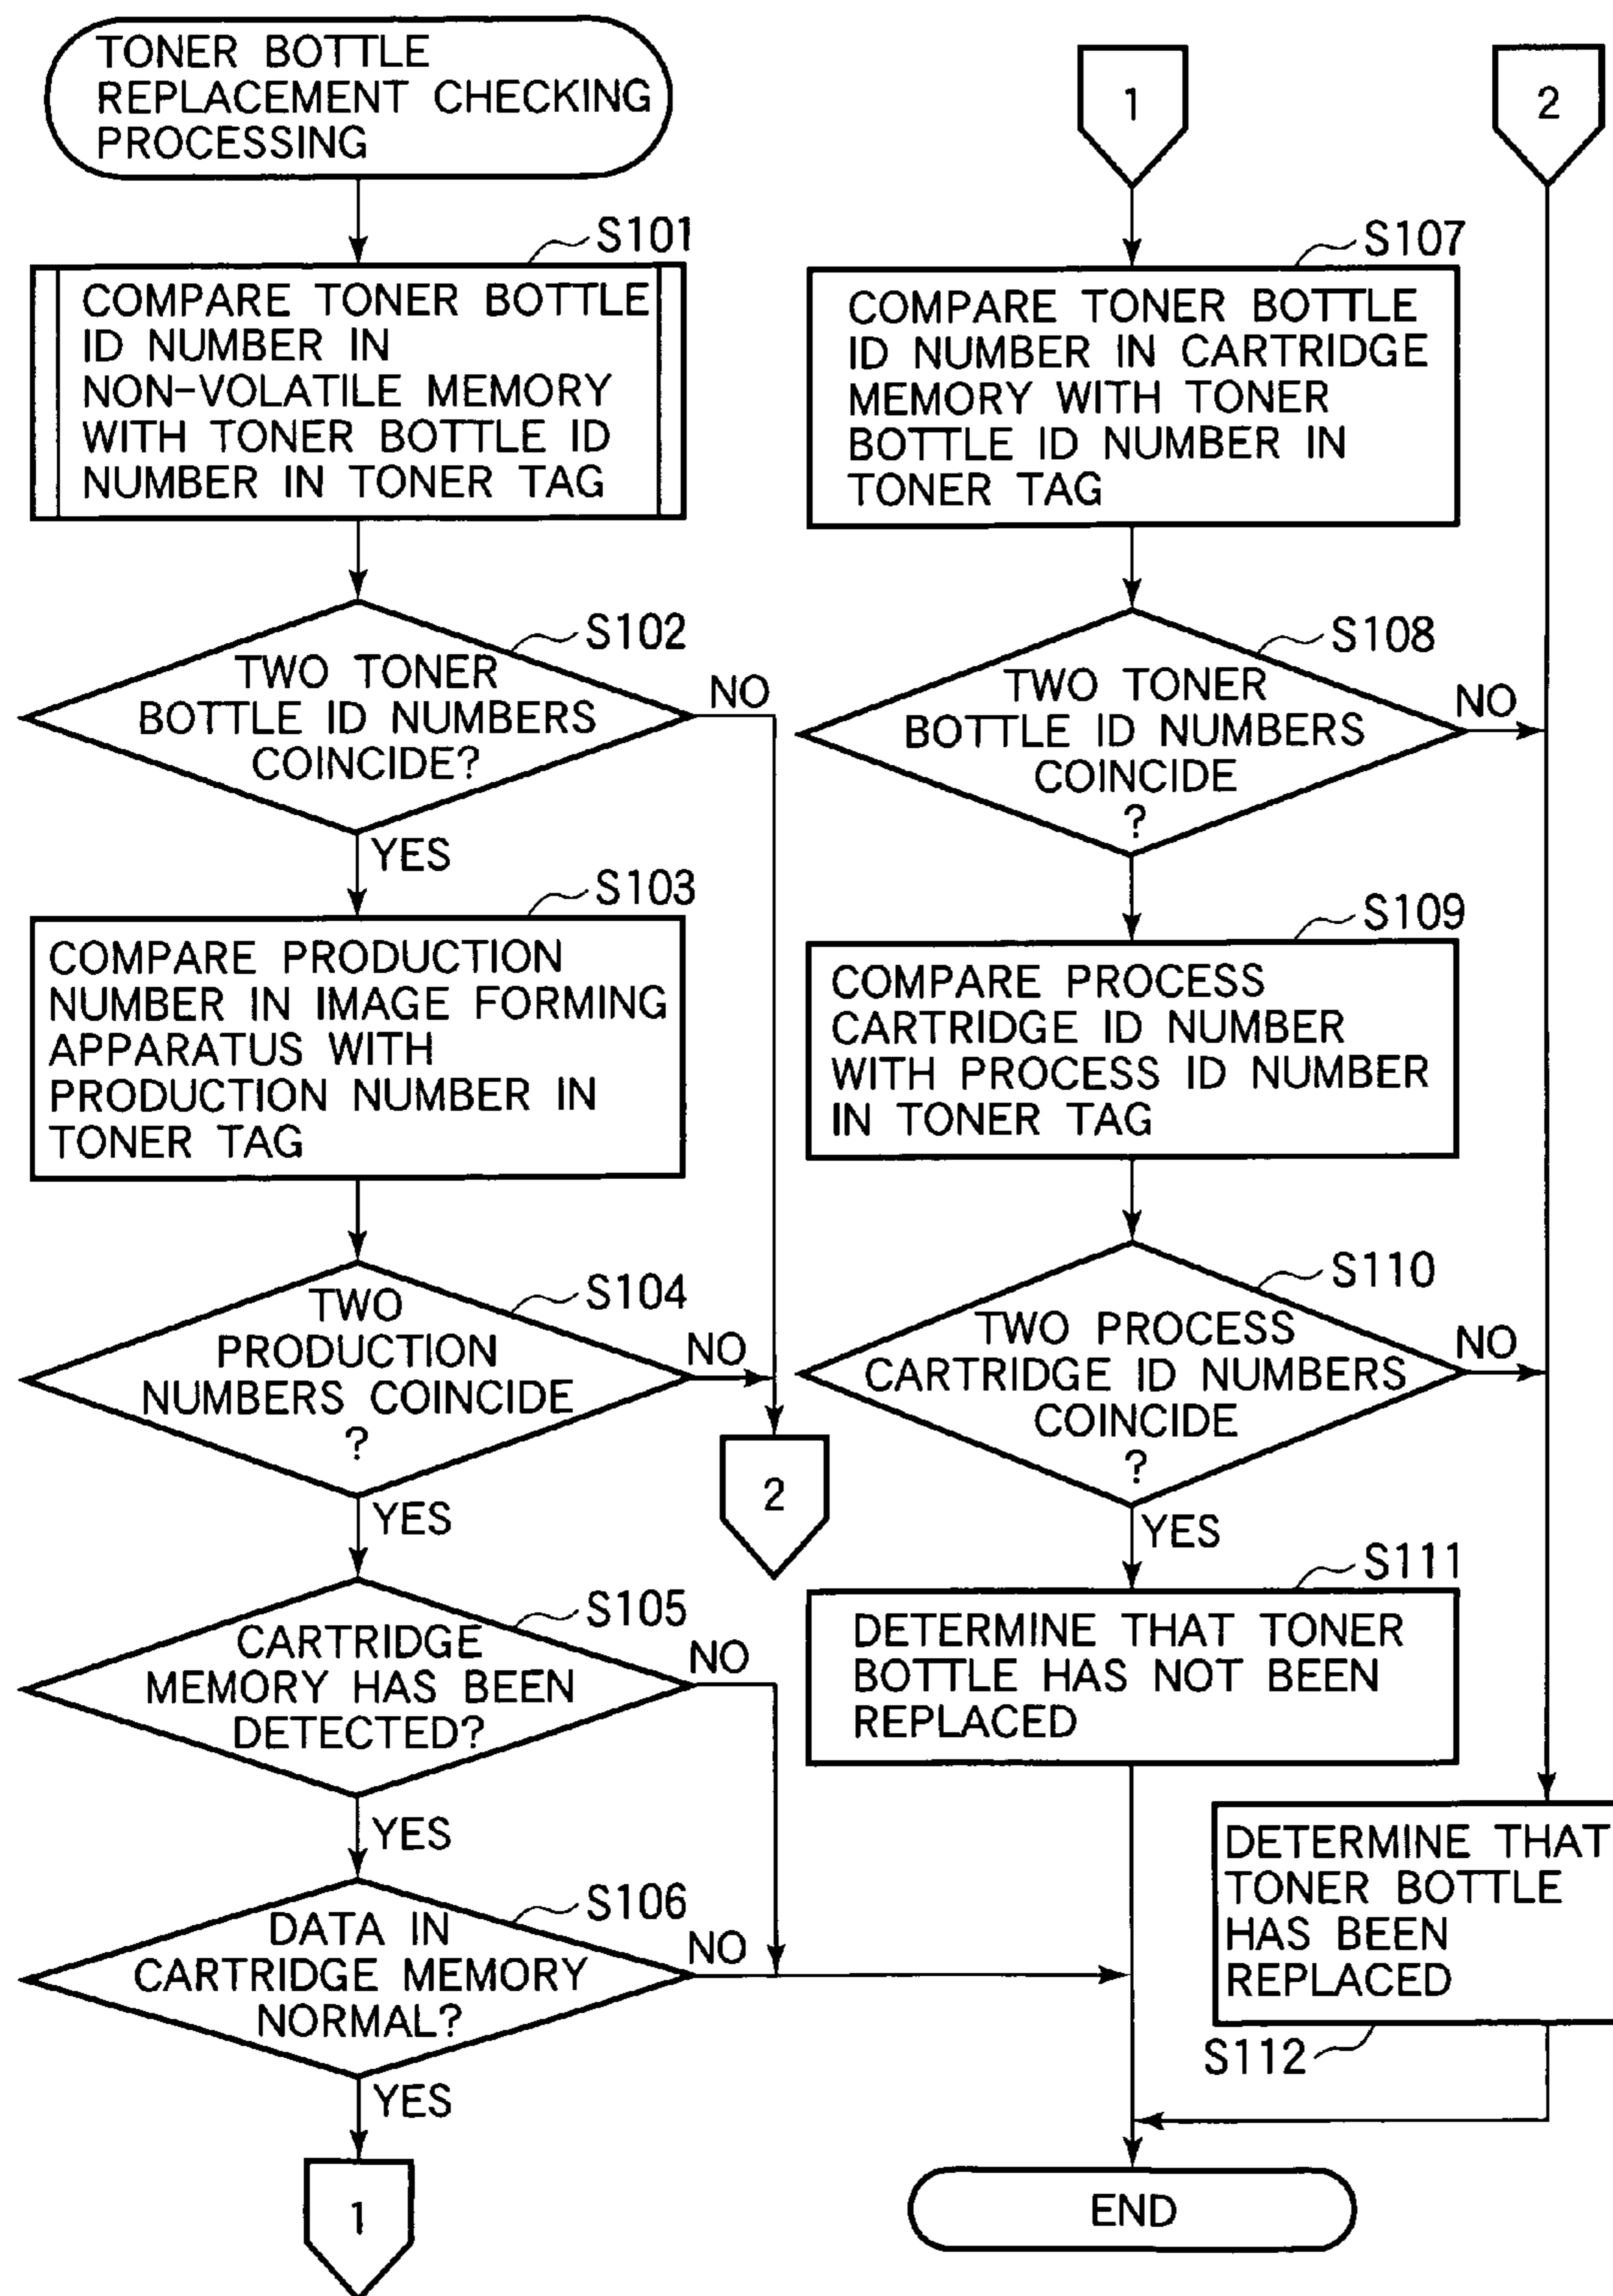 TONER BOTTLE
REPLACEMENT CHECKING
PROCESSING
S101
COMPARE TONER BOTTLE
ID NUMBER IN
NON-VOLATILE MEMORY
WITH TONER BOTTLE ID
NUMBER IN TONER TAG
S102
TWO TONER
BOTTLE ID NUMBERS
COINCIDE?
NO
YES
S103
COMPARE PRODUCTION
NUMBER IN IMAGE FORMING
APPARATUS WITH
PRODUCTION NUMBER IN
TONER TAG
S104
TWO
PRODUCTION
NUMBERS COINCIDE
?
NO
2
YES
S105
CARTRIDGE
MEMORY HAS BEEN
DETECTED?
NO
YES
S106
DATA IN
CARTRIDGE MEMORY
NORMAL?
NO
YES
1
1
S107
COMPARE TONER BOTTLE
ID NUMBER IN CARTRIDGE
MEMORY WITH TONER
BOTTLE ID NUMBER IN
TONER TAG
S108
TWO TONER
BOTTLE ID NUMBERS
COINCIDE
?
NO
S109
COMPARE PROCESS
CARTRIDGE ID NUMBER
WITH PROCESS ID NUMBER
IN TONER TAG
S110
TWO PROCESS
CARTRIDGE ID NUMBERS
COINCIDE
?
NO
YES
S111
DETERMINE THAT TONER
BOTTLE HAS NOT BEEN
REPLACED
2
DETERMINE THAT
TONER BOTTLE
HAS BEEN
REPLACED
S112
END